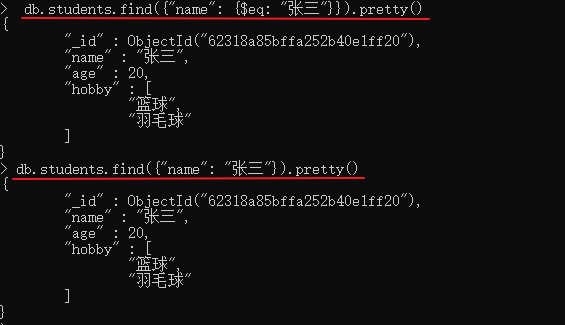 > db.students.find({"name": {$eq: "张三"}}).pretty()
{
        "_id" : ObjectId("62318a85bffa252b40e1ff20"),
        "name" : "张三",
        "age" : 20,
        "hobby" : [
                "篮球",
                "羽毛球"
        ]
}
> db.students.find({"name": "张三"}).pretty()
{
        "_id" : ObjectId("62318a85bffa252b40e1ff20"),
        "name" : "张三",
        "age" : 20,
        "hobby" : [
                "篮球",
                "羽毛球"
        ]
}